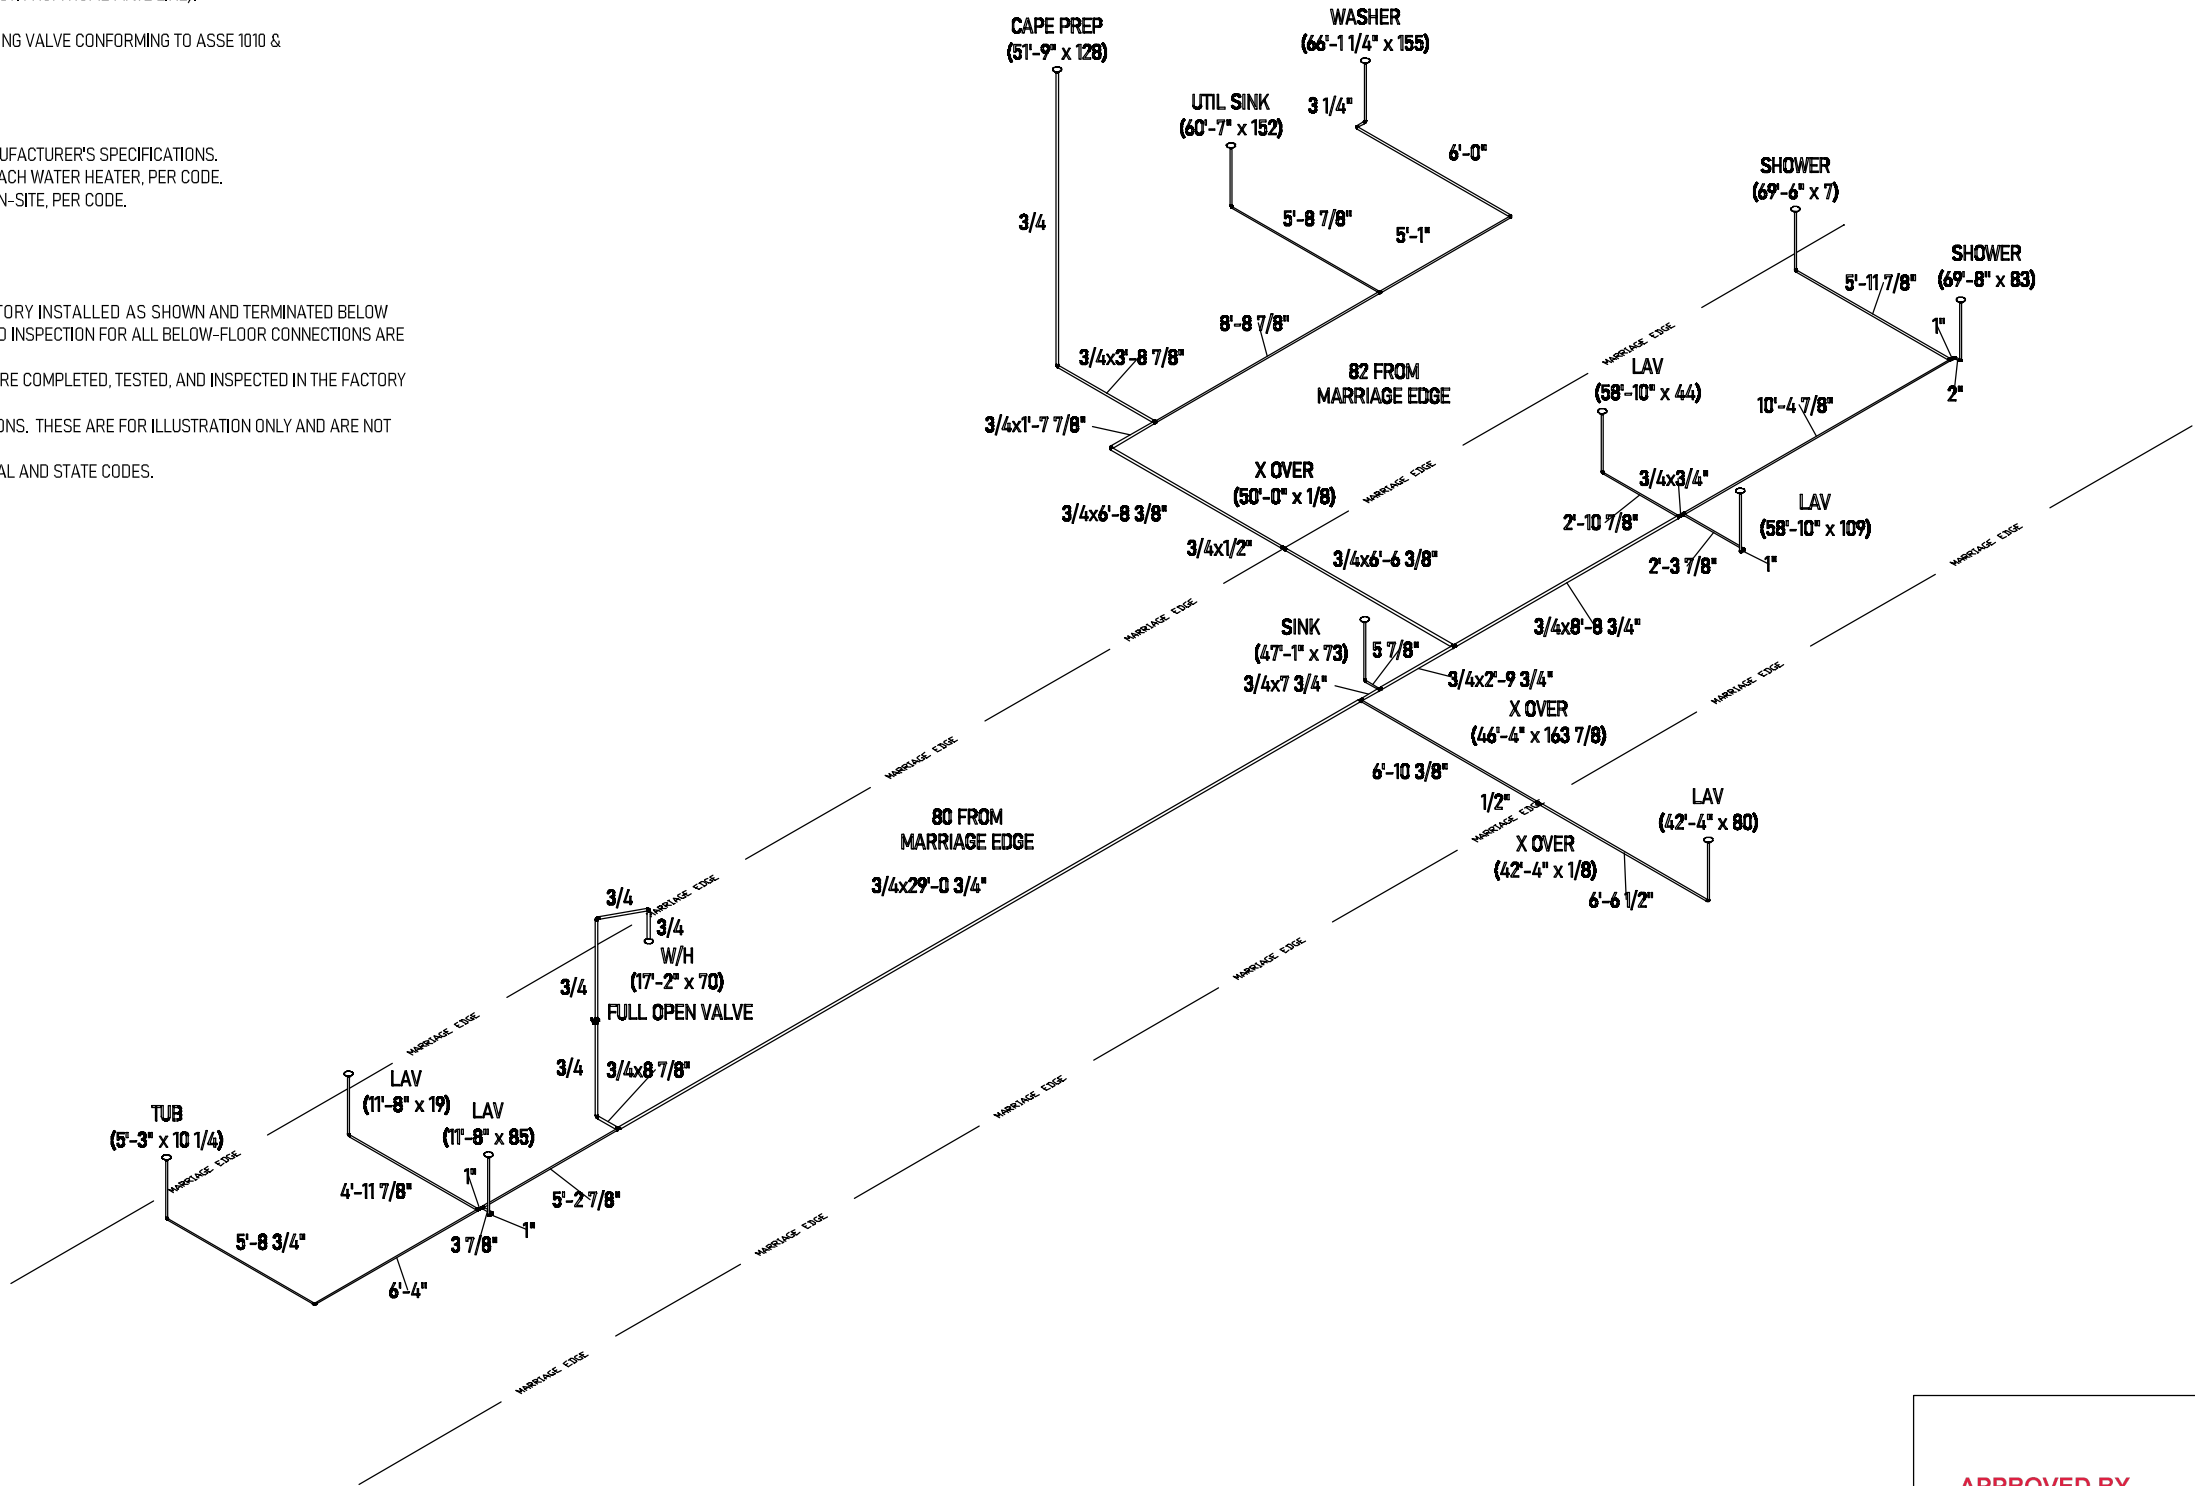 NG VALVE CONFORMING TO ASSE 1010 &
UFACTURER'S SPECIFICATIONS.
ACH WATER HEATER, PER CODE.
N-SITE, PER CODE.
TORY INSTALLED AS SHOWN AND TERMINATED BELOW
D INSPECTION FOR ALL BELOW-FLOOR CONNECTIONS ARE
RE COMPLETED, TESTED, AND INSPECTED IN THE FACTORY
ONS. THESE ARE FOR ILLUSTRATION ONLY AND ARE NOT
AL AND STATE CODES.
CAPE PREP
(51'-9" x 128)
WASHER
(66'-1 1/4" x 155)
UTIL SINK
(60'-7" x 152)
3 1/4"
6'-0"
SHOWER
(69'-6" x 7)
3/4
5'-8 7/8"
5'-1"
SHOWER
(69'-8" x 83)
5'-11 7/8"
8'-8 7/8"
1"
MARRIAGE EDGE
3/4x3'-8 7/8"
82 FROM
MARRIAGE EDGE
LAV
(58'-10" x 44)
2"
10'-4 7/8"
3/4x1'-7 7/8"
X OVER
(50'-0" x 1/8)
MARRIAGE EDGE
3/4x3/4"
LAV
(58'-10" x 109)
3/4x6'-8 3/8"
2'-10 7/8"
MARRIAGE EDGE
3/4x1/2"
3/4x6'-6 3/8"
2'-3 7/8"
1"
MARRIAGE EDGE
SINK
(47'-1" x 73)
5 7/8"
3/4x8'-8 3/4"
3/4x7 3/4"
3/4x2'-9 3/4"
MARRIAGE EDGE
X OVER
(46'-4" x 163 7/8)
MARRIAGE EDGE
6'-10 3/8"
1/2"
LAV
(42'-4" x 80)
80 FROM
MARRIAGE EDGE
MARRIAGE EDGE
X OVER
(42'-4" x 1/8)
3/4x29'-0 3/4"
6'-6 1/2"
3/4
MARRIAGE EDGE
3/4
W/H
(17'-2" x 70)
MARRIAGE EDGE
3/4
FULL OPEN VALVE
MARRIAGE EDGE
3/4
3/4x8 7/8"
LAV
(11'-8" x 19)
MARRIAGE EDGE
TUB
(5'-3" x 10 1/4)
LAV
(11'-8" x 85)
MARRIAGE EDGE
1"
4'-11 7/8"
5'-2 7/8"
5'-8 3/4"
3 7/8"
1"
MARRIAGE EDGE
6'-4"
MARRIAGE EDGE
APPROVED BY